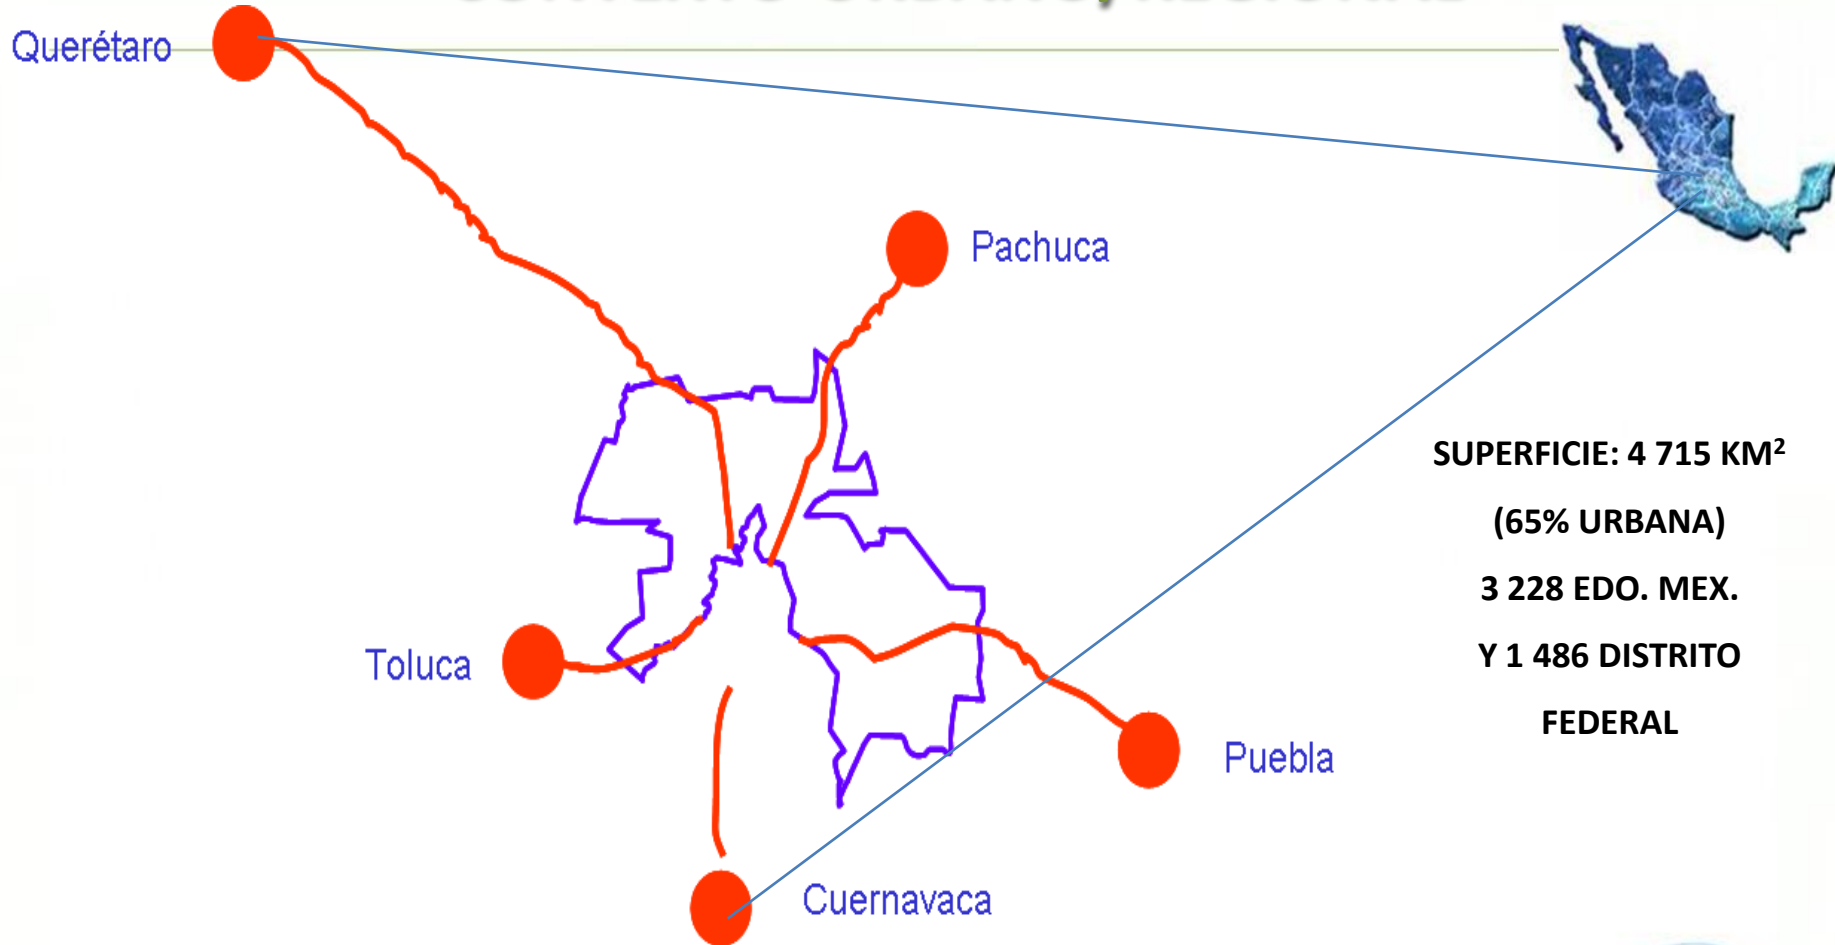 Querétaro
Pachuca
SUPERFICIE: 4 715 KM²
(65% URBANA)
3 228 EDO. MEX.
Y 1 486 DISTRITO
FEDERAL
Toluca
Puebla
Cuernavaca